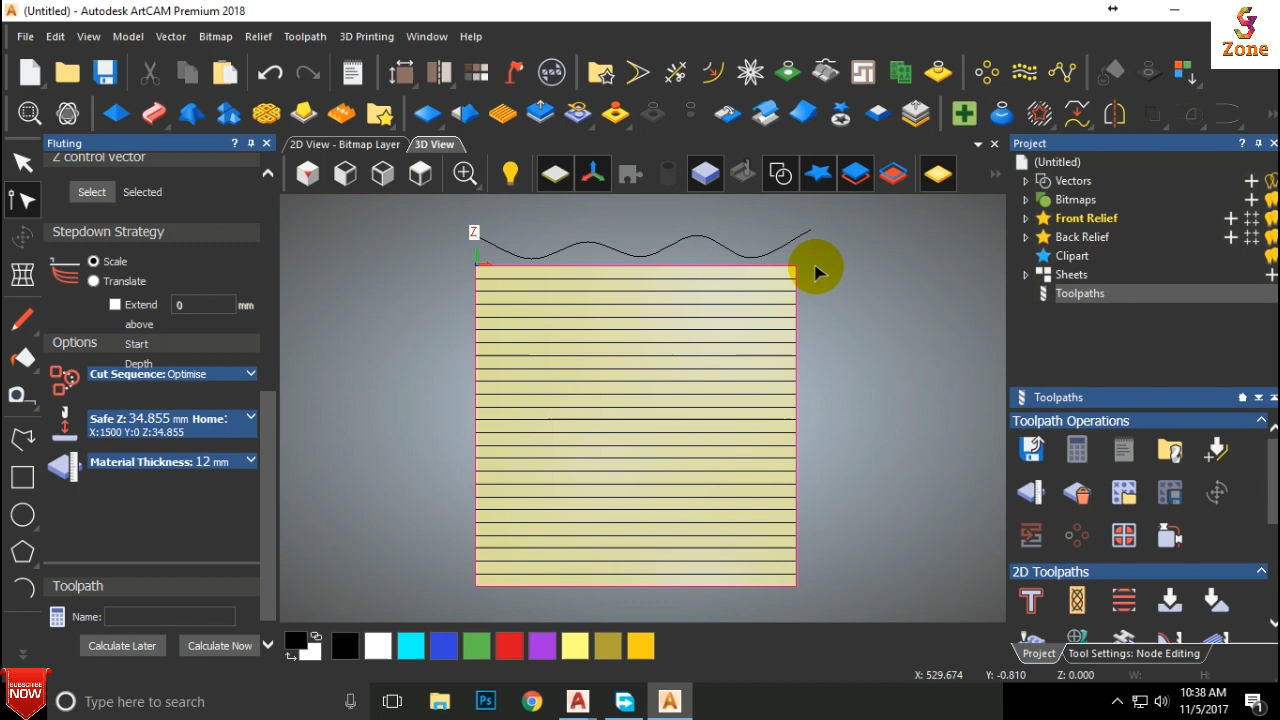 (Untitled) - Autodesk ArtCAM Premium 2018
File Edit View Model Vector Bitmap Relief Toolpath 3D Printing Window Help
Zone
Fluting
2D View - Bitmap Layer 3D View
Project
Z control vector
Select Selected
Stepdown Strategy
Scale
Translate
Extend above Start Depth 0 mm
Options
Cut Sequence: Optimise
Safe Z: 34.855 mm Home:
X:1500 Y:0 Z:34.855
Material Thickness: 12 mm
Toolpath
Name:
Calculate Later Calculate Now
Z
(Untitled)
Vectors
Bitmaps
Front Relief
Back Relief
Clipart
Sheets
Toolpaths
Toolpaths
Toolpath Operations
2D Toolpaths
Project Tool Settings: Node Editing
X: 529.674 Y: -0.810 Z: 0.000 W: H:
SUBSCRIBE
NOW
Type here to search
10:38 AM
11/5/2017